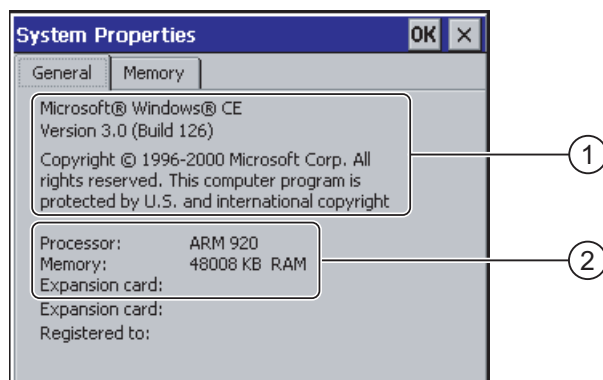 System Properties OK ×
General Memory
Microsoft® Windows® CE
Version 3.0 (Build 126)
Copyright © 1996-2000 Microsoft Corp. All
rights reserved. This computer program is
protected by U.S. and international copyright
1
Processor: ARM 920
Memory: 48008 KB RAM
Expansion card:
2
Expansion card:
Registered to: